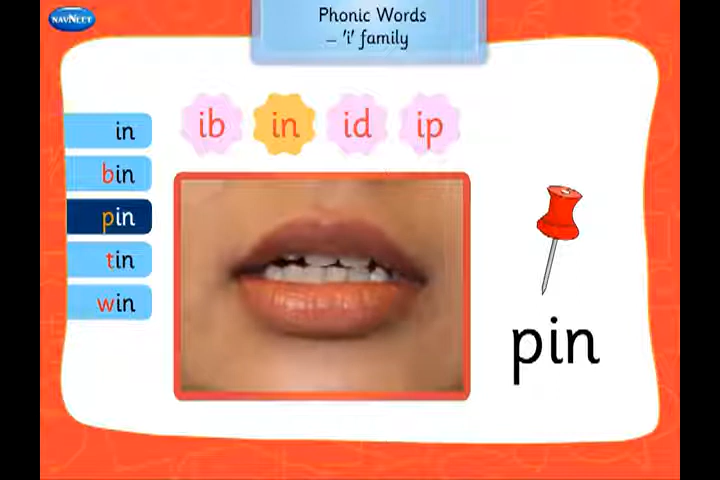 NAVNEET
Phonic Words
– 'i' family
ib in id ip
in
bin
pin
tin
win
pin